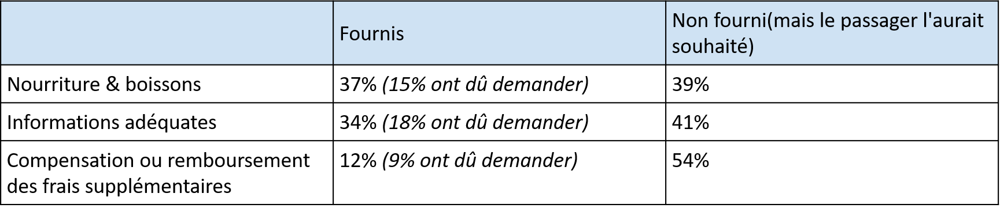 Fournis
Non fourni(mais le passager l'aurait
souhaité)
Nourriture & boissons
37% (15% ont dû demander)
39%
Informations adéquates
34% (18% ont dû demander)
41%
Compensation ou remboursement
des frais supplémentaires
12% (9% ont dû demander)
54%